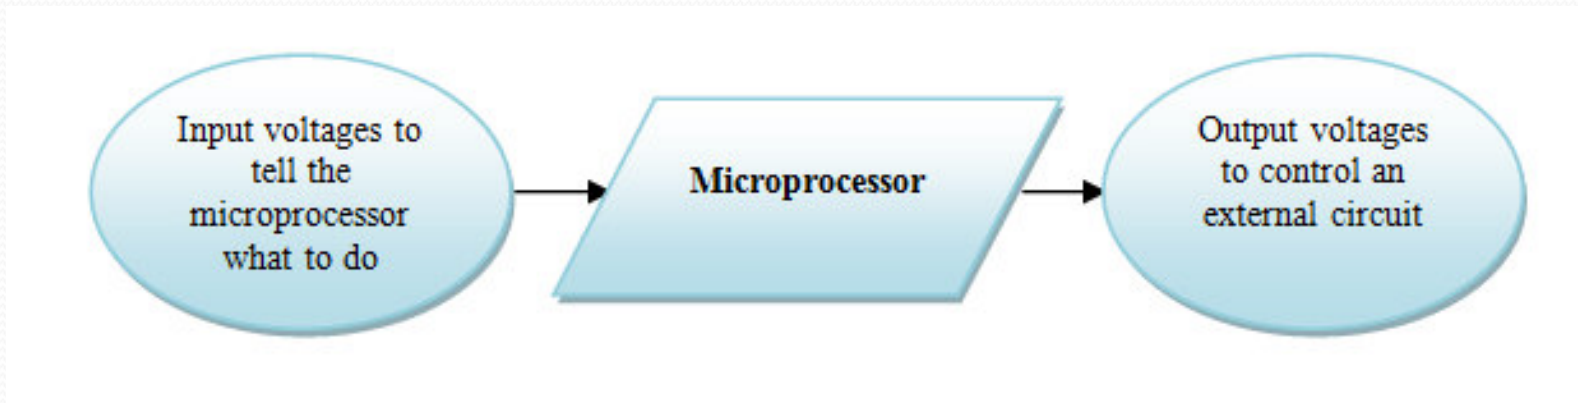 Input voltages to
tell the
microprocessor
what to do
Microprocessor
Output voltages
to control an
external circuit